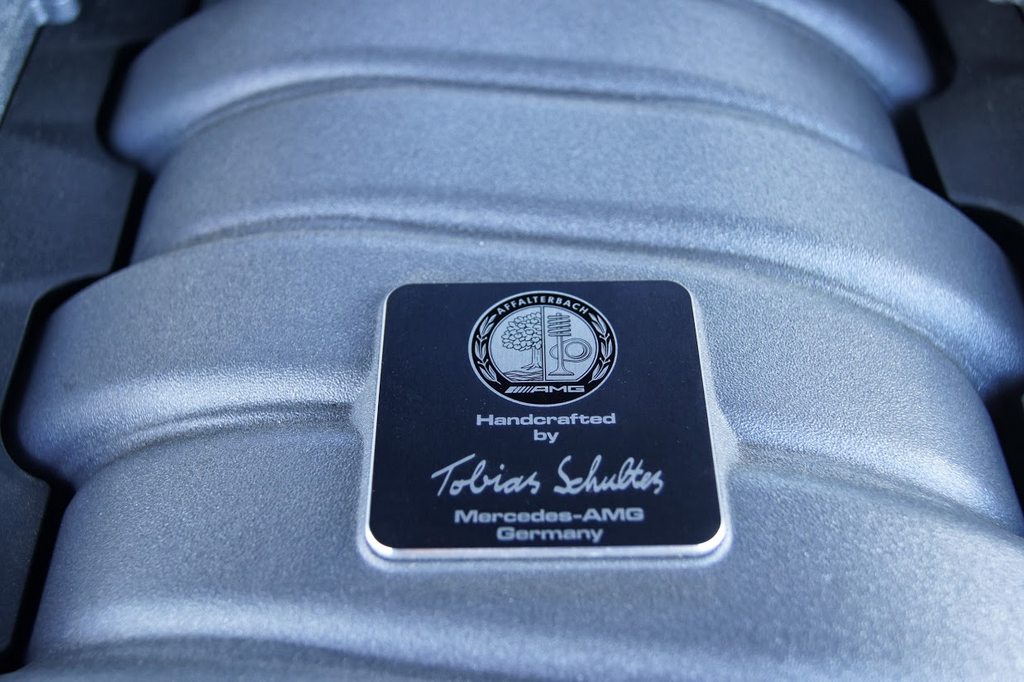 AFFALTERBACH
AMG
Handcrafted
by
Tobias Schultes
Mercedes-AMG
Germany